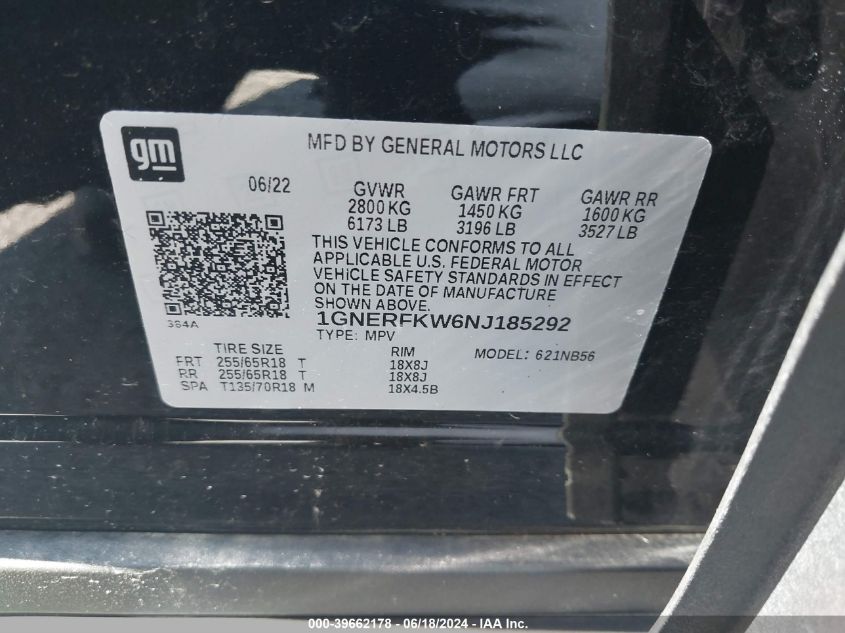 gm
MFD BY GENERAL MOTORS LLC
06/22
GVWR GAWR FRT GAWR RR
2800 KG 1450 KG 1600 KG
6173 LB 3196 LB 3527 LB
THIS VEHICLE CONFORMS TO ALL
APPLICABLE U.S. FEDERAL MOTOR
VEHICLE SAFETY STANDARDS IN EFFECT
ON THE DATE OF MANUFACTURE
SHOWN ABOVE.
384A
1GNERFKW6NJ185292
TYPE: MPV
TIRE SIZE RIM MODEL: 621NB56
FRT 255/65R18 T 18X8J
RR 255/65R18 T 18X8J
SPA T135/70R18 M 18X4.5B
000-39662178 - 06/18/2024 - IAA Inc.